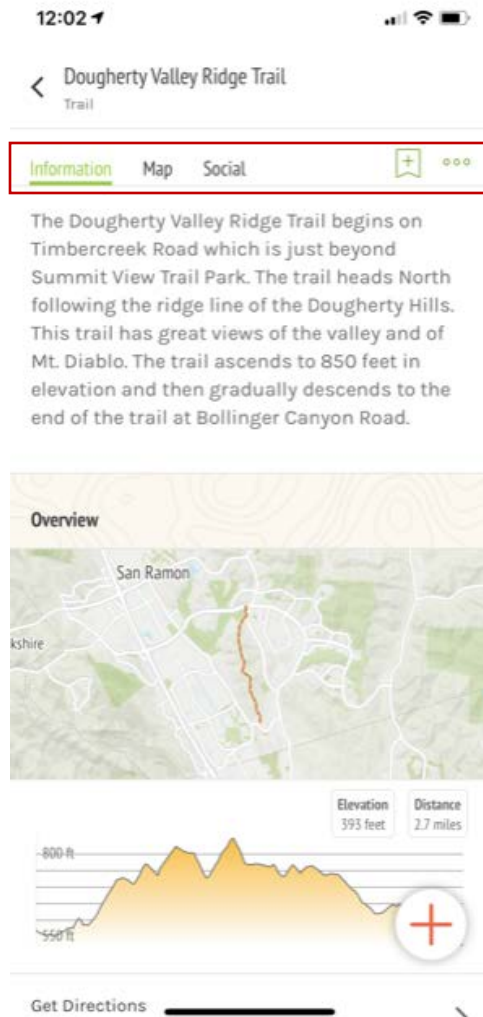 12:02
Dougherty Valley Ridge Trail
Trail
Information Map Social
The Dougherty Valley Ridge Trail begins on
Timbercreek Road which is just beyond
Summit View Trail Park. The trail heads North
following the ridge line of the Dougherty Hills.
This trail has great views of the valley and of
Mt. Diablo. The trail ascends to 850 feet in
elevation and then gradually descends to the
end of the trail at Bollinger Canyon Road.
Overview
San Ramon
kshire
Elevation Distance
393 feet 2.7 miles
800 ft
550 ft
Get Directions